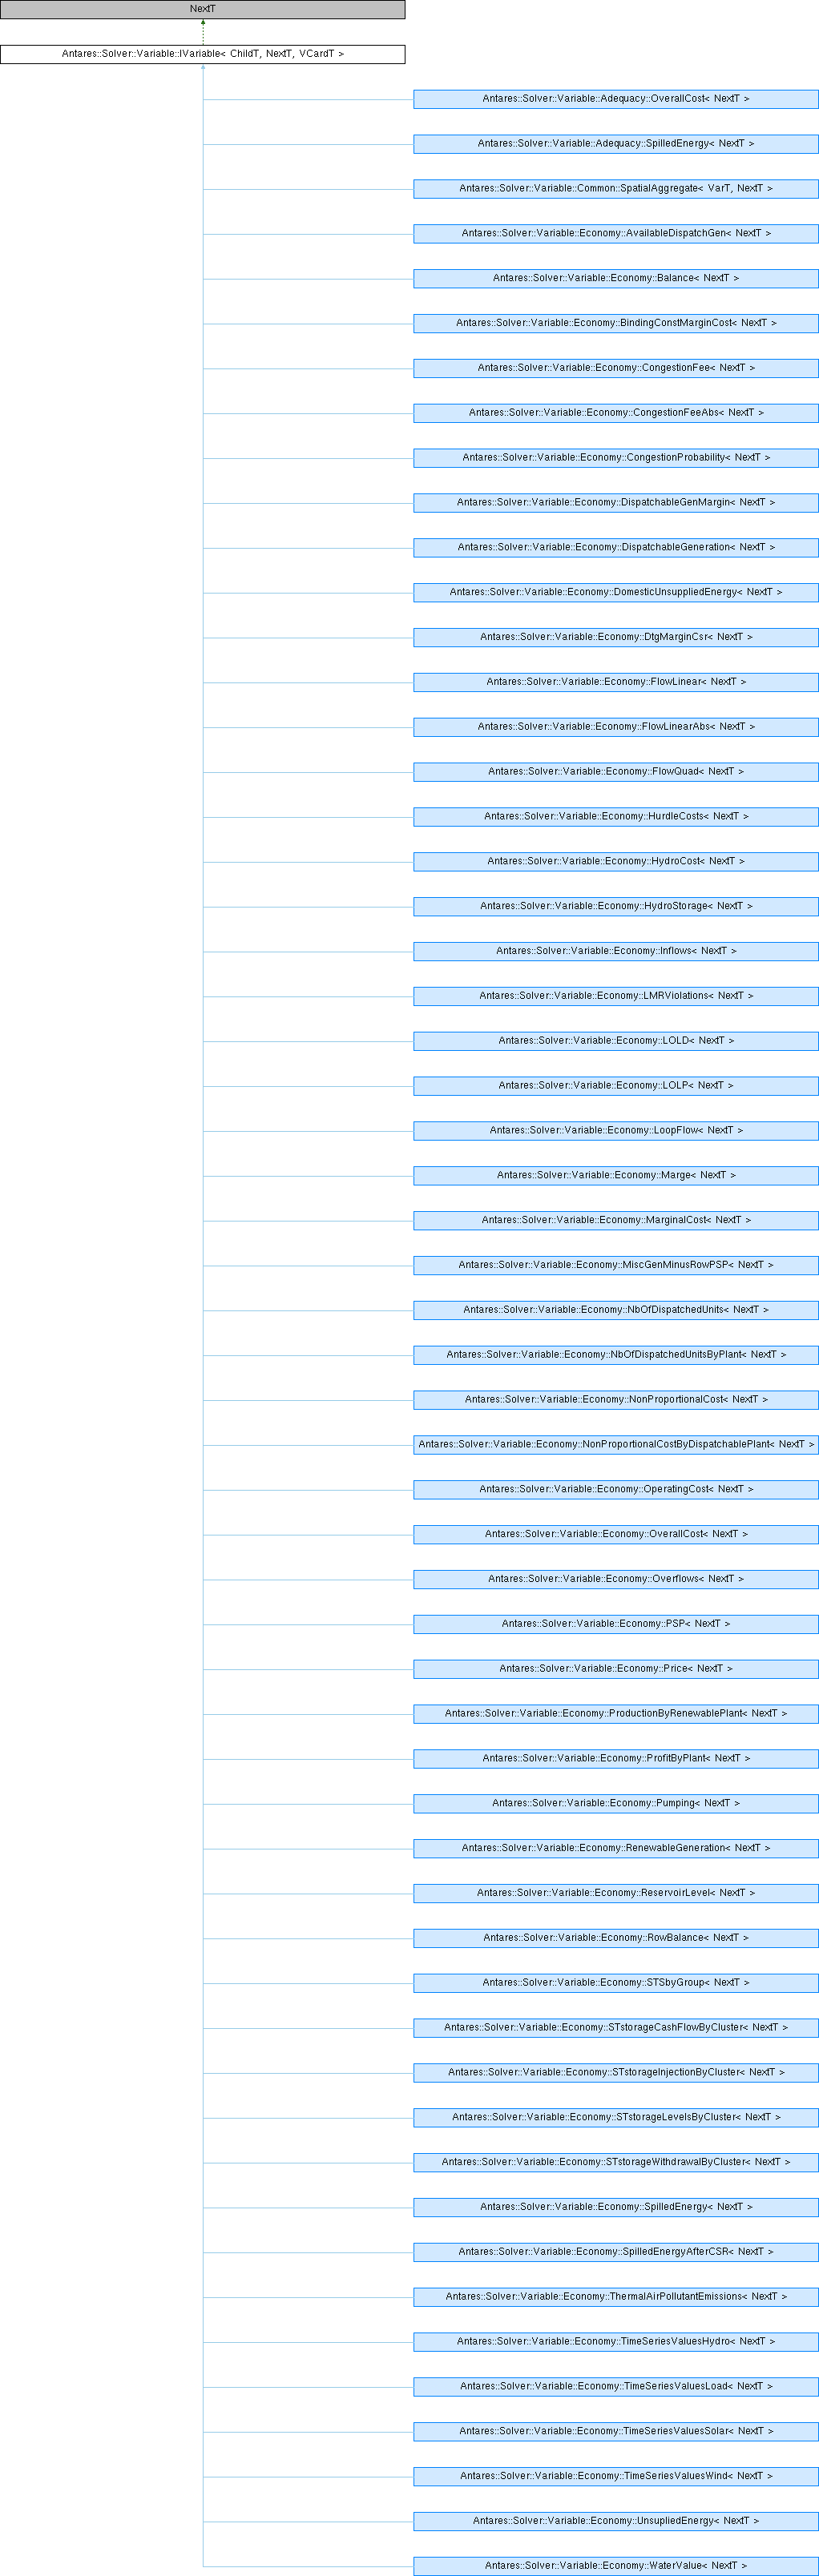 NextT
Antares::Solver::Variable::IVariable< ChildT, NextT, VCardT >
Antares::Solver::Variable::Adequacy::OverallCost< NextT >
Antares::Solver::Variable::Adequacy::SpilledEnergy< NextT >
Antares::Solver::Variable::Common::SpatialAggregate< VarT, NextT >
Antares::Solver::Variable::Economy::AvailableDispatchGen< NextT >
Antares::Solver::Variable::Economy::Balance< NextT >
Antares::Solver::Variable::Economy::BindingConstMarginCost< NextT >
Antares::Solver::Variable::Economy::CongestionFee< NextT >
Antares::Solver::Variable::Economy::CongestionFeeAbs< NextT >
Antares::Solver::Variable::Economy::CongestionProbability< NextT >
Antares::Solver::Variable::Economy::DispatchableGenMargin< NextT >
Antares::Solver::Variable::Economy::DispatchableGeneration< NextT >
Antares::Solver::Variable::Economy::DomesticUnsuppliedEnergy< NextT >
Antares::Solver::Variable::Economy::DtgMarginCsr< NextT >
Antares::Solver::Variable::Economy::FlowLinear< NextT >
Antares::Solver::Variable::Economy::FlowLinearAbs< NextT >
Antares::Solver::Variable::Economy::FlowQuad< NextT >
Antares::Solver::Variable::Economy::HurdleCosts< NextT >
Antares::Solver::Variable::Economy::HydroCost< NextT >
Antares::Solver::Variable::Economy::HydroStorage< NextT >
Antares::Solver::Variable::Economy::Inflows< NextT >
Antares::Solver::Variable::Economy::LMRViolations< NextT >
Antares::Solver::Variable::Economy::LOLD< NextT >
Antares::Solver::Variable::Economy::LOLP< NextT >
Antares::Solver::Variable::Economy::LoopFlow< NextT >
Antares::Solver::Variable::Economy::Marge< NextT >
Antares::Solver::Variable::Economy::MarginalCost< NextT >
Antares::Solver::Variable::Economy::MiscGenMinusRowPSP< NextT >
Antares::Solver::Variable::Economy::NbOfDispatchedUnits< NextT >
Antares::Solver::Variable::Economy::NbOfDispatchedUnitsByPlant< NextT >
Antares::Solver::Variable::Economy::NonProportionalCost< NextT >
Antares::Solver::Variable::Economy::NonProportionalCostByDispatchablePlant< NextT >
Antares::Solver::Variable::Economy::OperatingCost< NextT >
Antares::Solver::Variable::Economy::OverallCost< NextT >
Antares::Solver::Variable::Economy::Overflows< NextT >
Antares::Solver::Variable::Economy::PSP< NextT >
Antares::Solver::Variable::Economy::Price< NextT >
Antares::Solver::Variable::Economy::ProductionByRenewablePlant< NextT >
Antares::Solver::Variable::Economy::ProfitByPlant< NextT >
Antares::Solver::Variable::Economy::Pumping< NextT >
Antares::Solver::Variable::Economy::RenewableGeneration< NextT >
Antares::Solver::Variable::Economy::ReservoirLevel< NextT >
Antares::Solver::Variable::Economy::RowBalance< NextT >
Antares::Solver::Variable::Economy::STSbyGroup< NextT >
Antares::Solver::Variable::Economy::STstorageCashFlowByCluster< NextT >
Antares::Solver::Variable::Economy::STstorageInjectionByCluster< NextT >
Antares::Solver::Variable::Economy::STstorageLevelsByCluster< NextT >
Antares::Solver::Variable::Economy::STstorageWithdrawalByCluster< NextT >
Antares::Solver::Variable::Economy::SpilledEnergy< NextT >
Antares::Solver::Variable::Economy::SpilledEnergyAfterCSR< NextT >
Antares::Solver::Variable::Economy::ThermalAirPollutantEmissions< NextT >
Antares::Solver::Variable::Economy::TimeSeriesValuesHydro< NextT >
Antares::Solver::Variable::Economy::TimeSeriesValuesLoad< NextT >
Antares::Solver::Variable::Economy::TimeSeriesValuesSolar< NextT >
Antares::Solver::Variable::Economy::TimeSeriesValuesWind< NextT >
Antares::Solver::Variable::Economy::UnsupliedEnergy< NextT >
Antares::Solver::Variable::Economy::WaterValue< NextT >